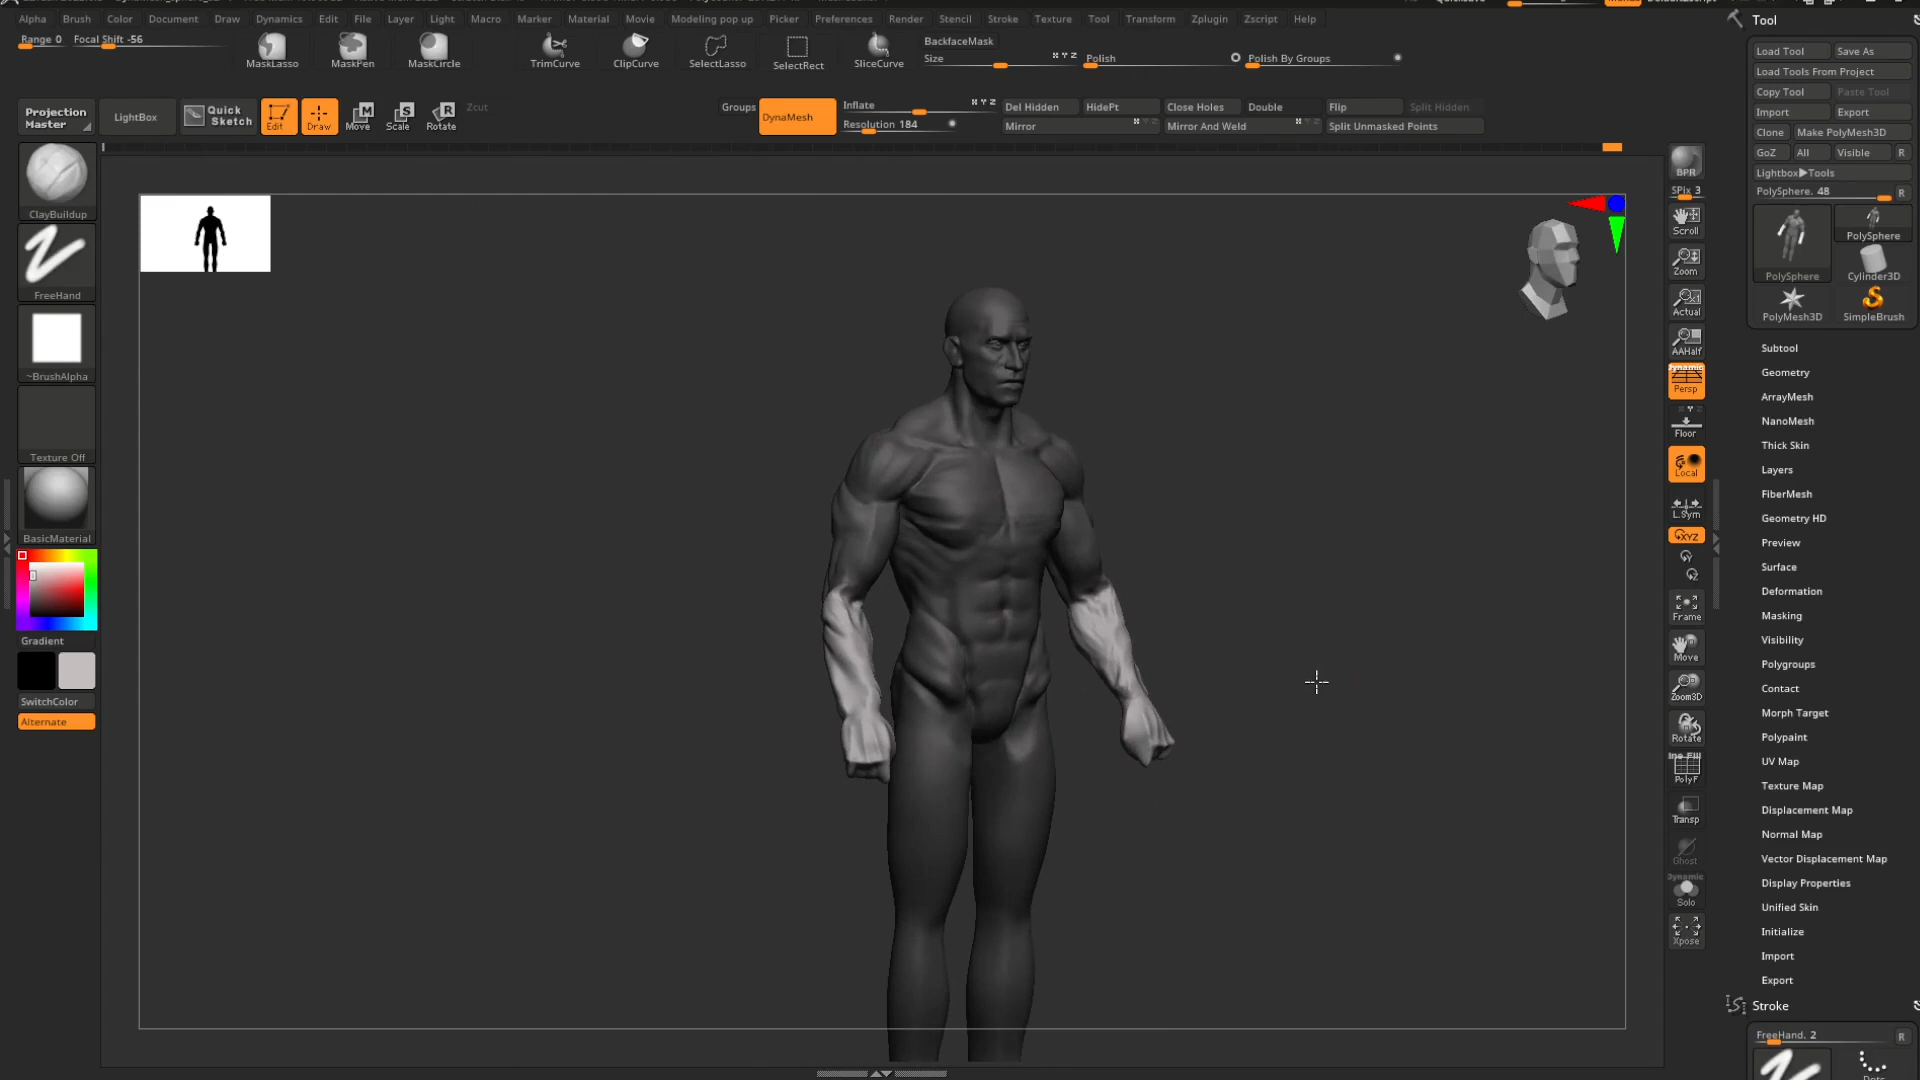 Alpha Brush Color Document Draw Dynamics Edit File Layer Light Macro Marker Material Movie Modeling pop up Picker Preferences Render Stencil Stroke Texture Tool Transform Zplugin Zscript Help
Tool
Range 0 Focal Shift -56
MaskLasso MaskPen MaskCircle TrimCurve ClipCurve SelectLasso SelectRect SliceCurve
BackfaceMask
Size X Y Z Polish Polish By Groups
Load Tool Save As
Load Tools From Project
Copy Tool Paste Tool
Import Export
Clone Make PolyMesh3D
GoZ All Visible R
Lightbox▶Tools
PolySphere. 48 R
PolySphere
PolySphere
Cylinder3D
PolyMesh3D
SimpleBrush
Projection
Master
LightBox
Quick
Sketch
Edit
Draw
Move
Scale
Rotate
Zcut
Groups
DynaMesh
Inflate X Y Z
Resolution 184
Del Hidden HidePt Close Holes Double Flip Split Hidden
Mirror Mirror And Weld Split Unmasked Points
ClayBuildup
FreeHand
~BrushAlpha
Texture Off
BasicMaterial
Gradient
SwitchColor
Alternate
BPR
SPix 3
Scroll
Zoom
Actual
AAHalf
Dynamic
Persp
Floor
Local
L.Sym
XYZ
Y
Z
Frame
Move
Zoom3D
Rotate
PolyF
Transp
Ghost
Dynamic
Solo
Xpose
Subtool
Geometry
ArrayMesh
NanoMesh
Thick Skin
Layers
FiberMesh
Geometry HD
Preview
Surface
Deformation
Masking
Visibility
Polygroups
Contact
Morph Target
Polypaint
UV Map
Texture Map
Displacement Map
Normal Map
Vector Displacement Map
Display Properties
Unified Skin
Initialize
Import
Export
Stroke
FreeHand. 2 R